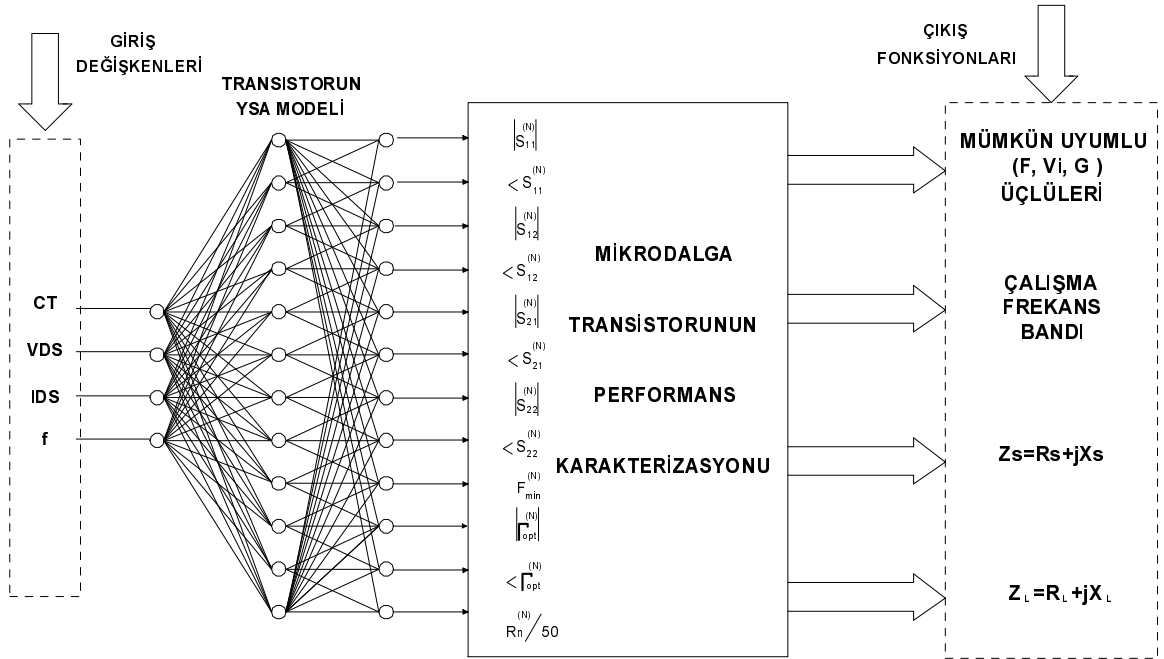 GİRİŞ
DEĞİŞKENLERİ
TRANSISTORUN
YSA MODELİ
ÇIKIŞ
FONKSİYONLARI
CT
VDS
IDS
f
|S11(N)|
<S11(N)
|S12(N)|
<S12(N)
|S21(N)|
<S21(N)
|S22(N)|
<S22(N)
Fmin(N)
|Γopt(N)|
<Γopt(N)
Rn(N)/50
MİKRODALGA
TRANSİSTORUNUN
PERFORMANS
KARAKTERİZASYONU
MÜMKÜN UYUMLU
(F, Vi, G )
ÜÇLÜLERİ
ÇALIŞMA
FREKANS
BANDI
Zs=Rs+jXs
ZL=RL+jXL